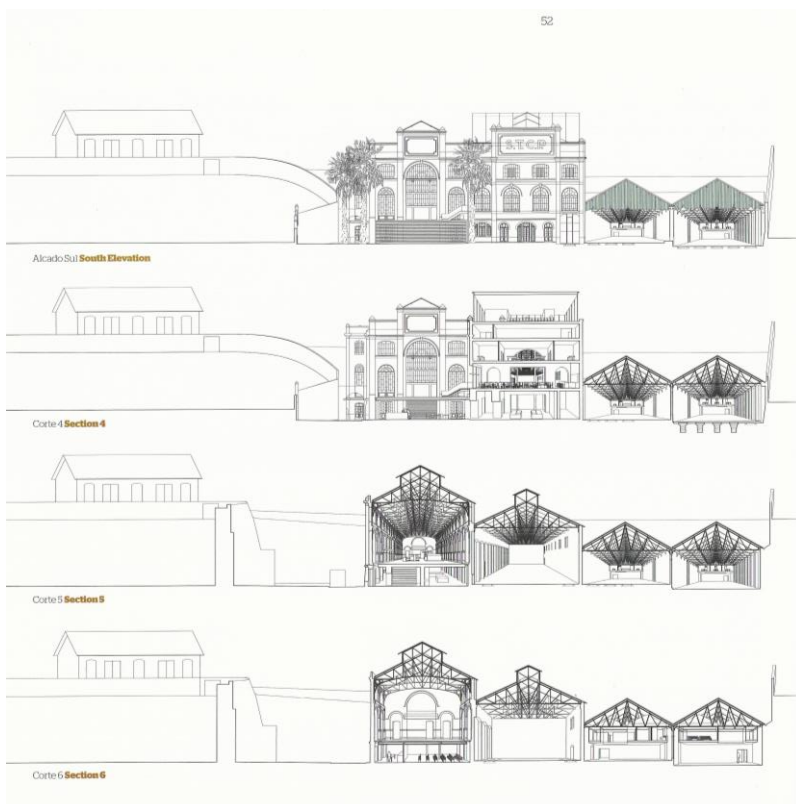 52
S.T.C.P
Alcado Sul South Elevation
Corte 4 Section 4
Corte 5 Section 5
Corte 6 Section 6